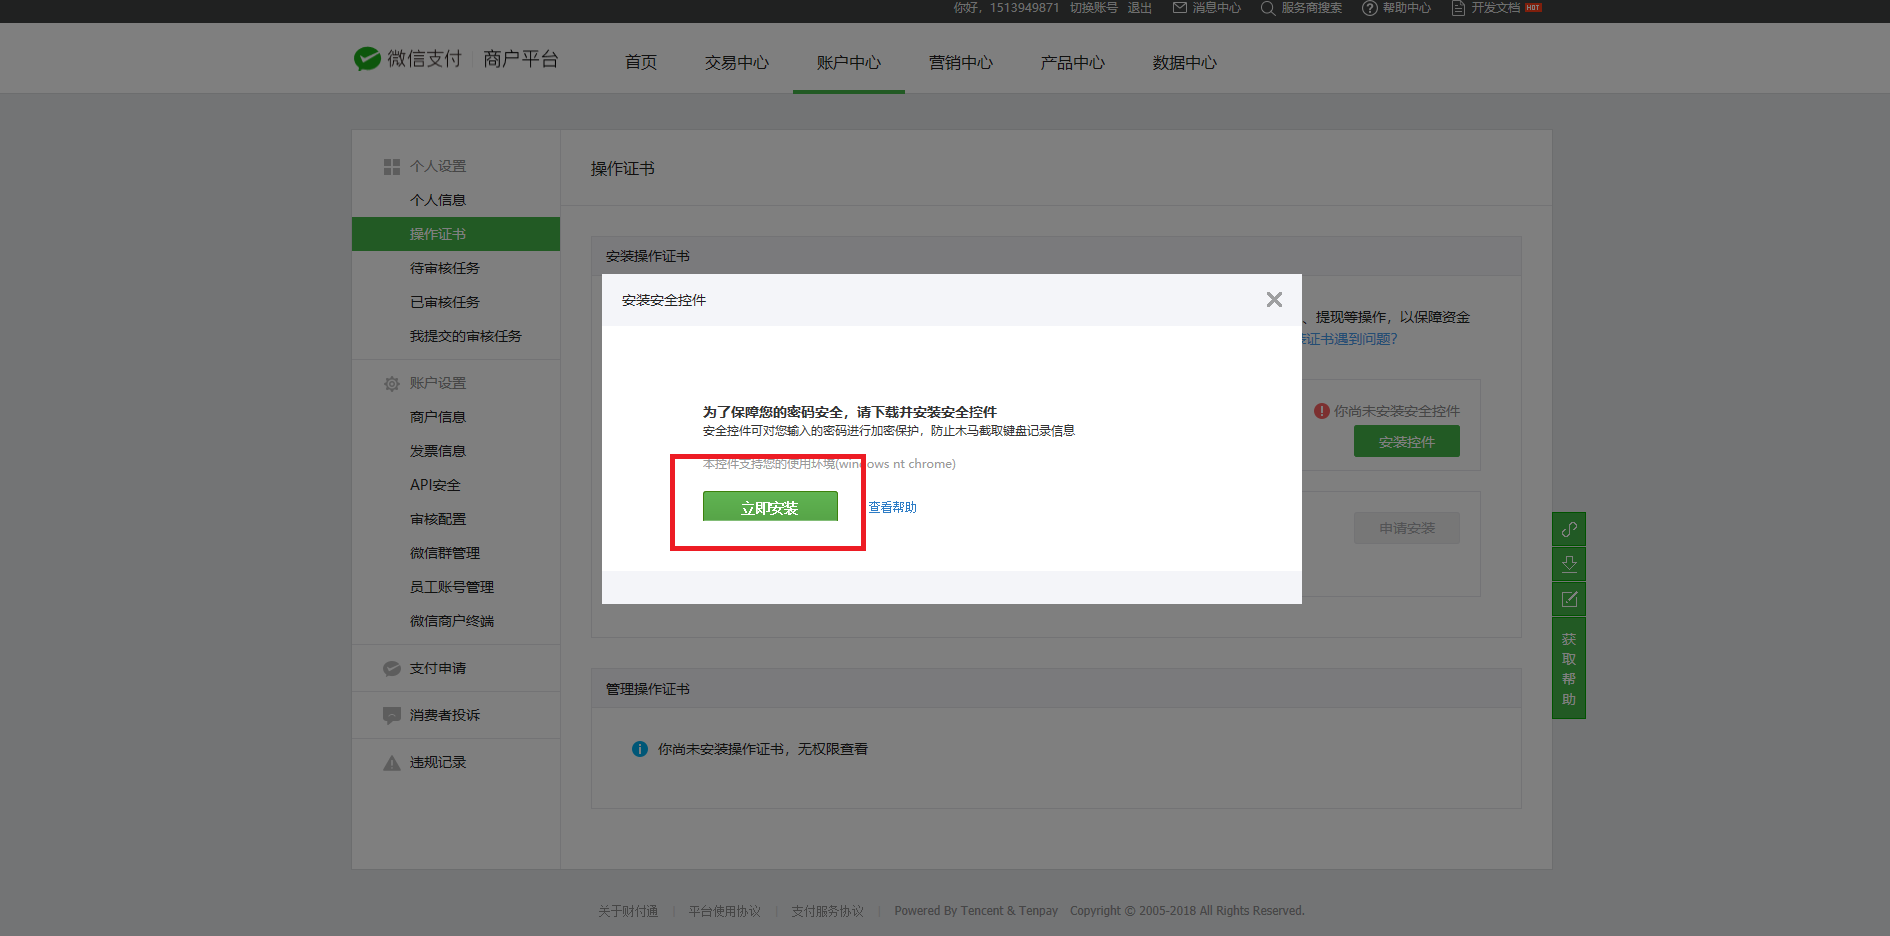 你好，1513949871 切换账号 退出 消息中心 服务商搜索 帮助中心 开发文档 HOT
微信支付 商户平台 首页 交易中心 账户中心 营销中心 产品中心 数据中心
个人设置
个人信息
操作证书
待审核任务
已审核任务
我提交的审核任务
账户设置
商户信息
发票信息
API安全
审核配置
微信群管理
员工账号管理
微信商户终端
支付申请
消费者投诉
违规记录
操作证书
安装操作证书
、提现等操作，以保障资金
证书遇到问题？
你尚未安装安全控件
安装控件
申请安装
安装安全控件
为了保障您的密码安全，请下载并安装安全控件
安全控件可对您输入的密码进行加密保护，防止木马截取键盘记录信息
本控件支持您的使用环境(windows nt chrome)
立即安装 查看帮助
管理操作证书
你尚未安装操作证书，无权限查看
获取帮助
关于财付通 | 平台使用协议 | 支付服务协议 | Powered By Tencent & Tenpay Copyright © 2005-2018 All Rights Reserved.